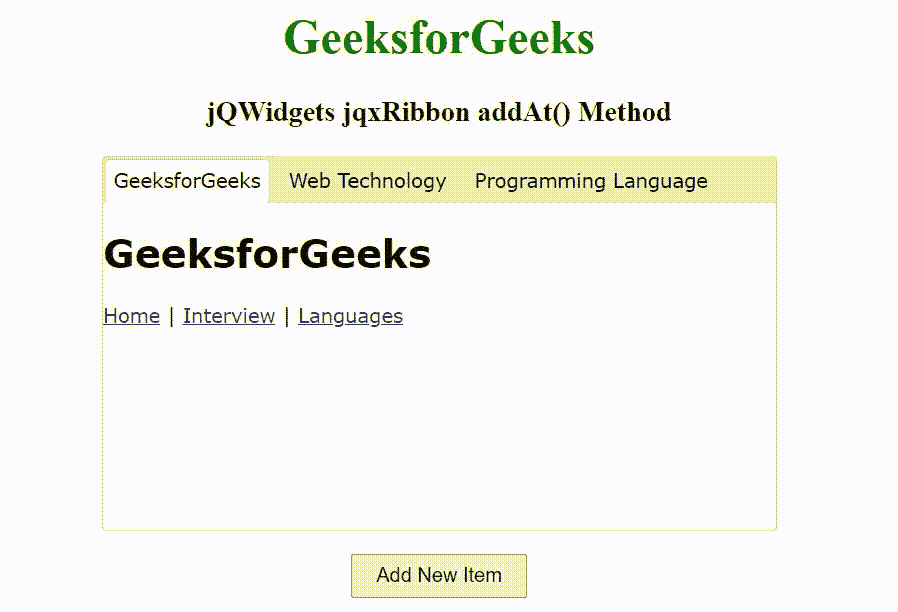 GeeksforGeeks
jQWidgets jqxRibbon addAt() Method
GeeksforGeeks Web Technology Programming Language
GeeksforGeeks
Home | Interview | Languages
Add New Item